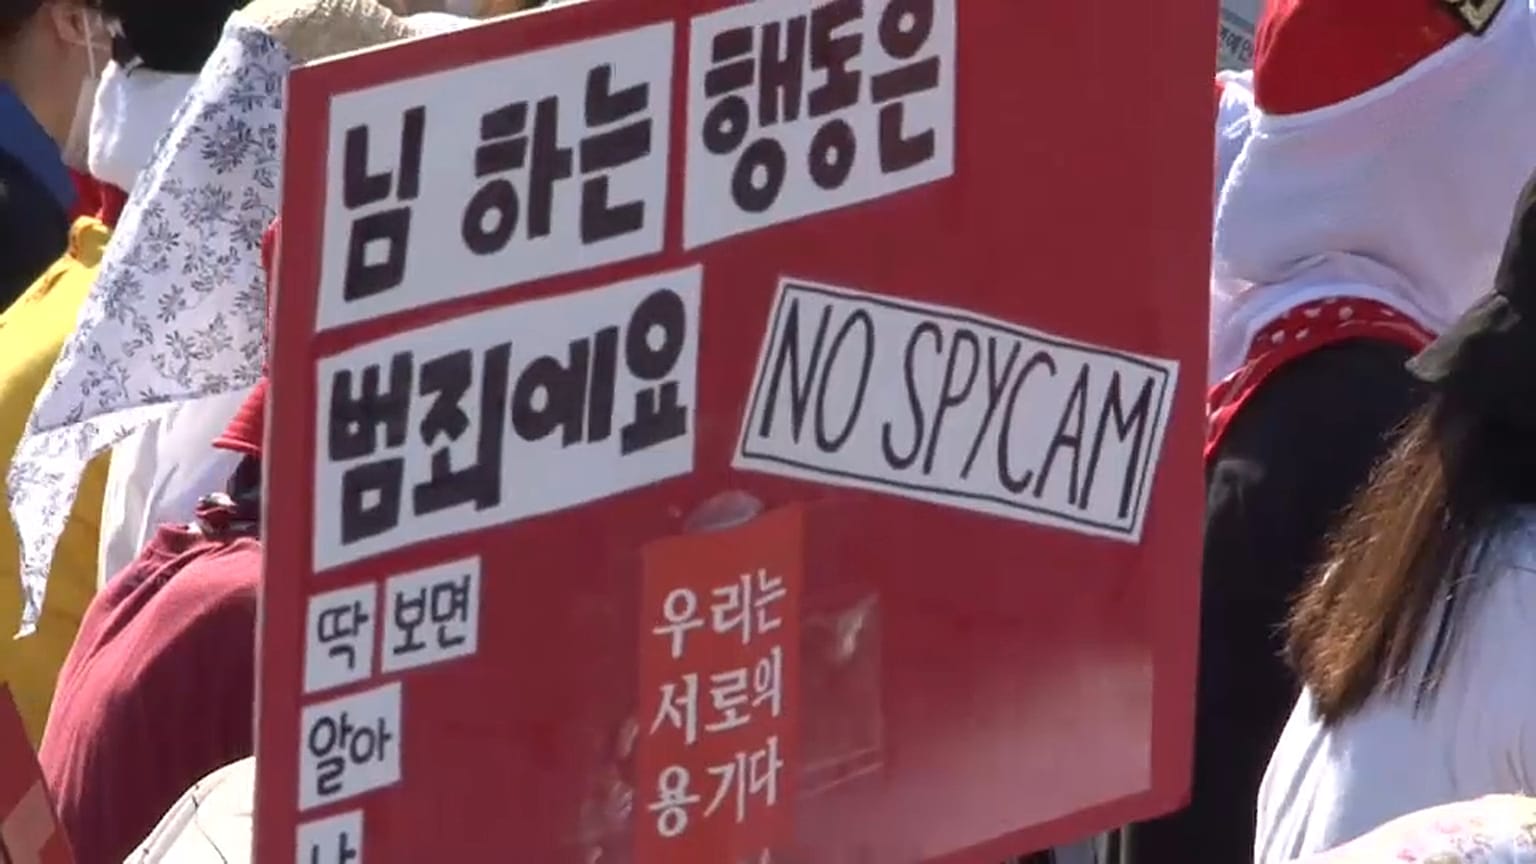 님 하는 행동은
범죄예요
NO SPYCAM
딱 보면
알아
우리는
서로의
용기다